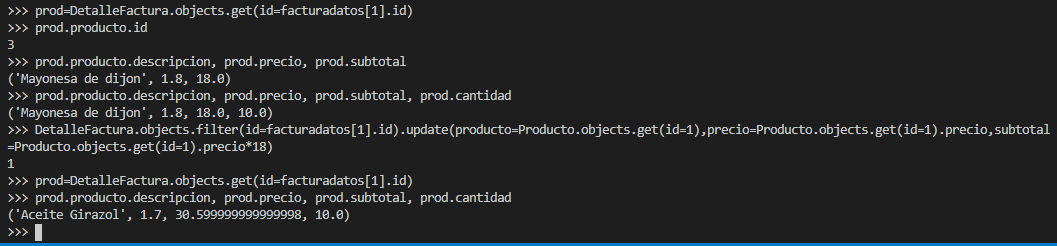 >>> prod=DetalleFactura.objects.get(id=facturadatos[1].id)
>>> prod.producto.id
3
>>> prod.producto.descripcion, prod.precio, prod.subtotal
('Mayonesa de dijon', 1.8, 18.0)
>>> prod.producto.descripcion, prod.precio, prod.subtotal, prod.cantidad
('Mayonesa de dijon', 1.8, 18.0, 10.0)
>>> DetalleFactura.objects.filter(id=facturadatos[1].id).update(producto=Producto.objects.get(id=1),precio=Producto.objects.get(id=1).precio,subtotal
=Producto.objects.get(id=1).precio*18)
1
>>> prod=DetalleFactura.objects.get(id=facturadatos[1].id)
>>> prod.producto.descripcion, prod.precio, prod.subtotal, prod.cantidad
('Aceite Girazol', 1.7, 30.599999999999998, 10.0)
>>>